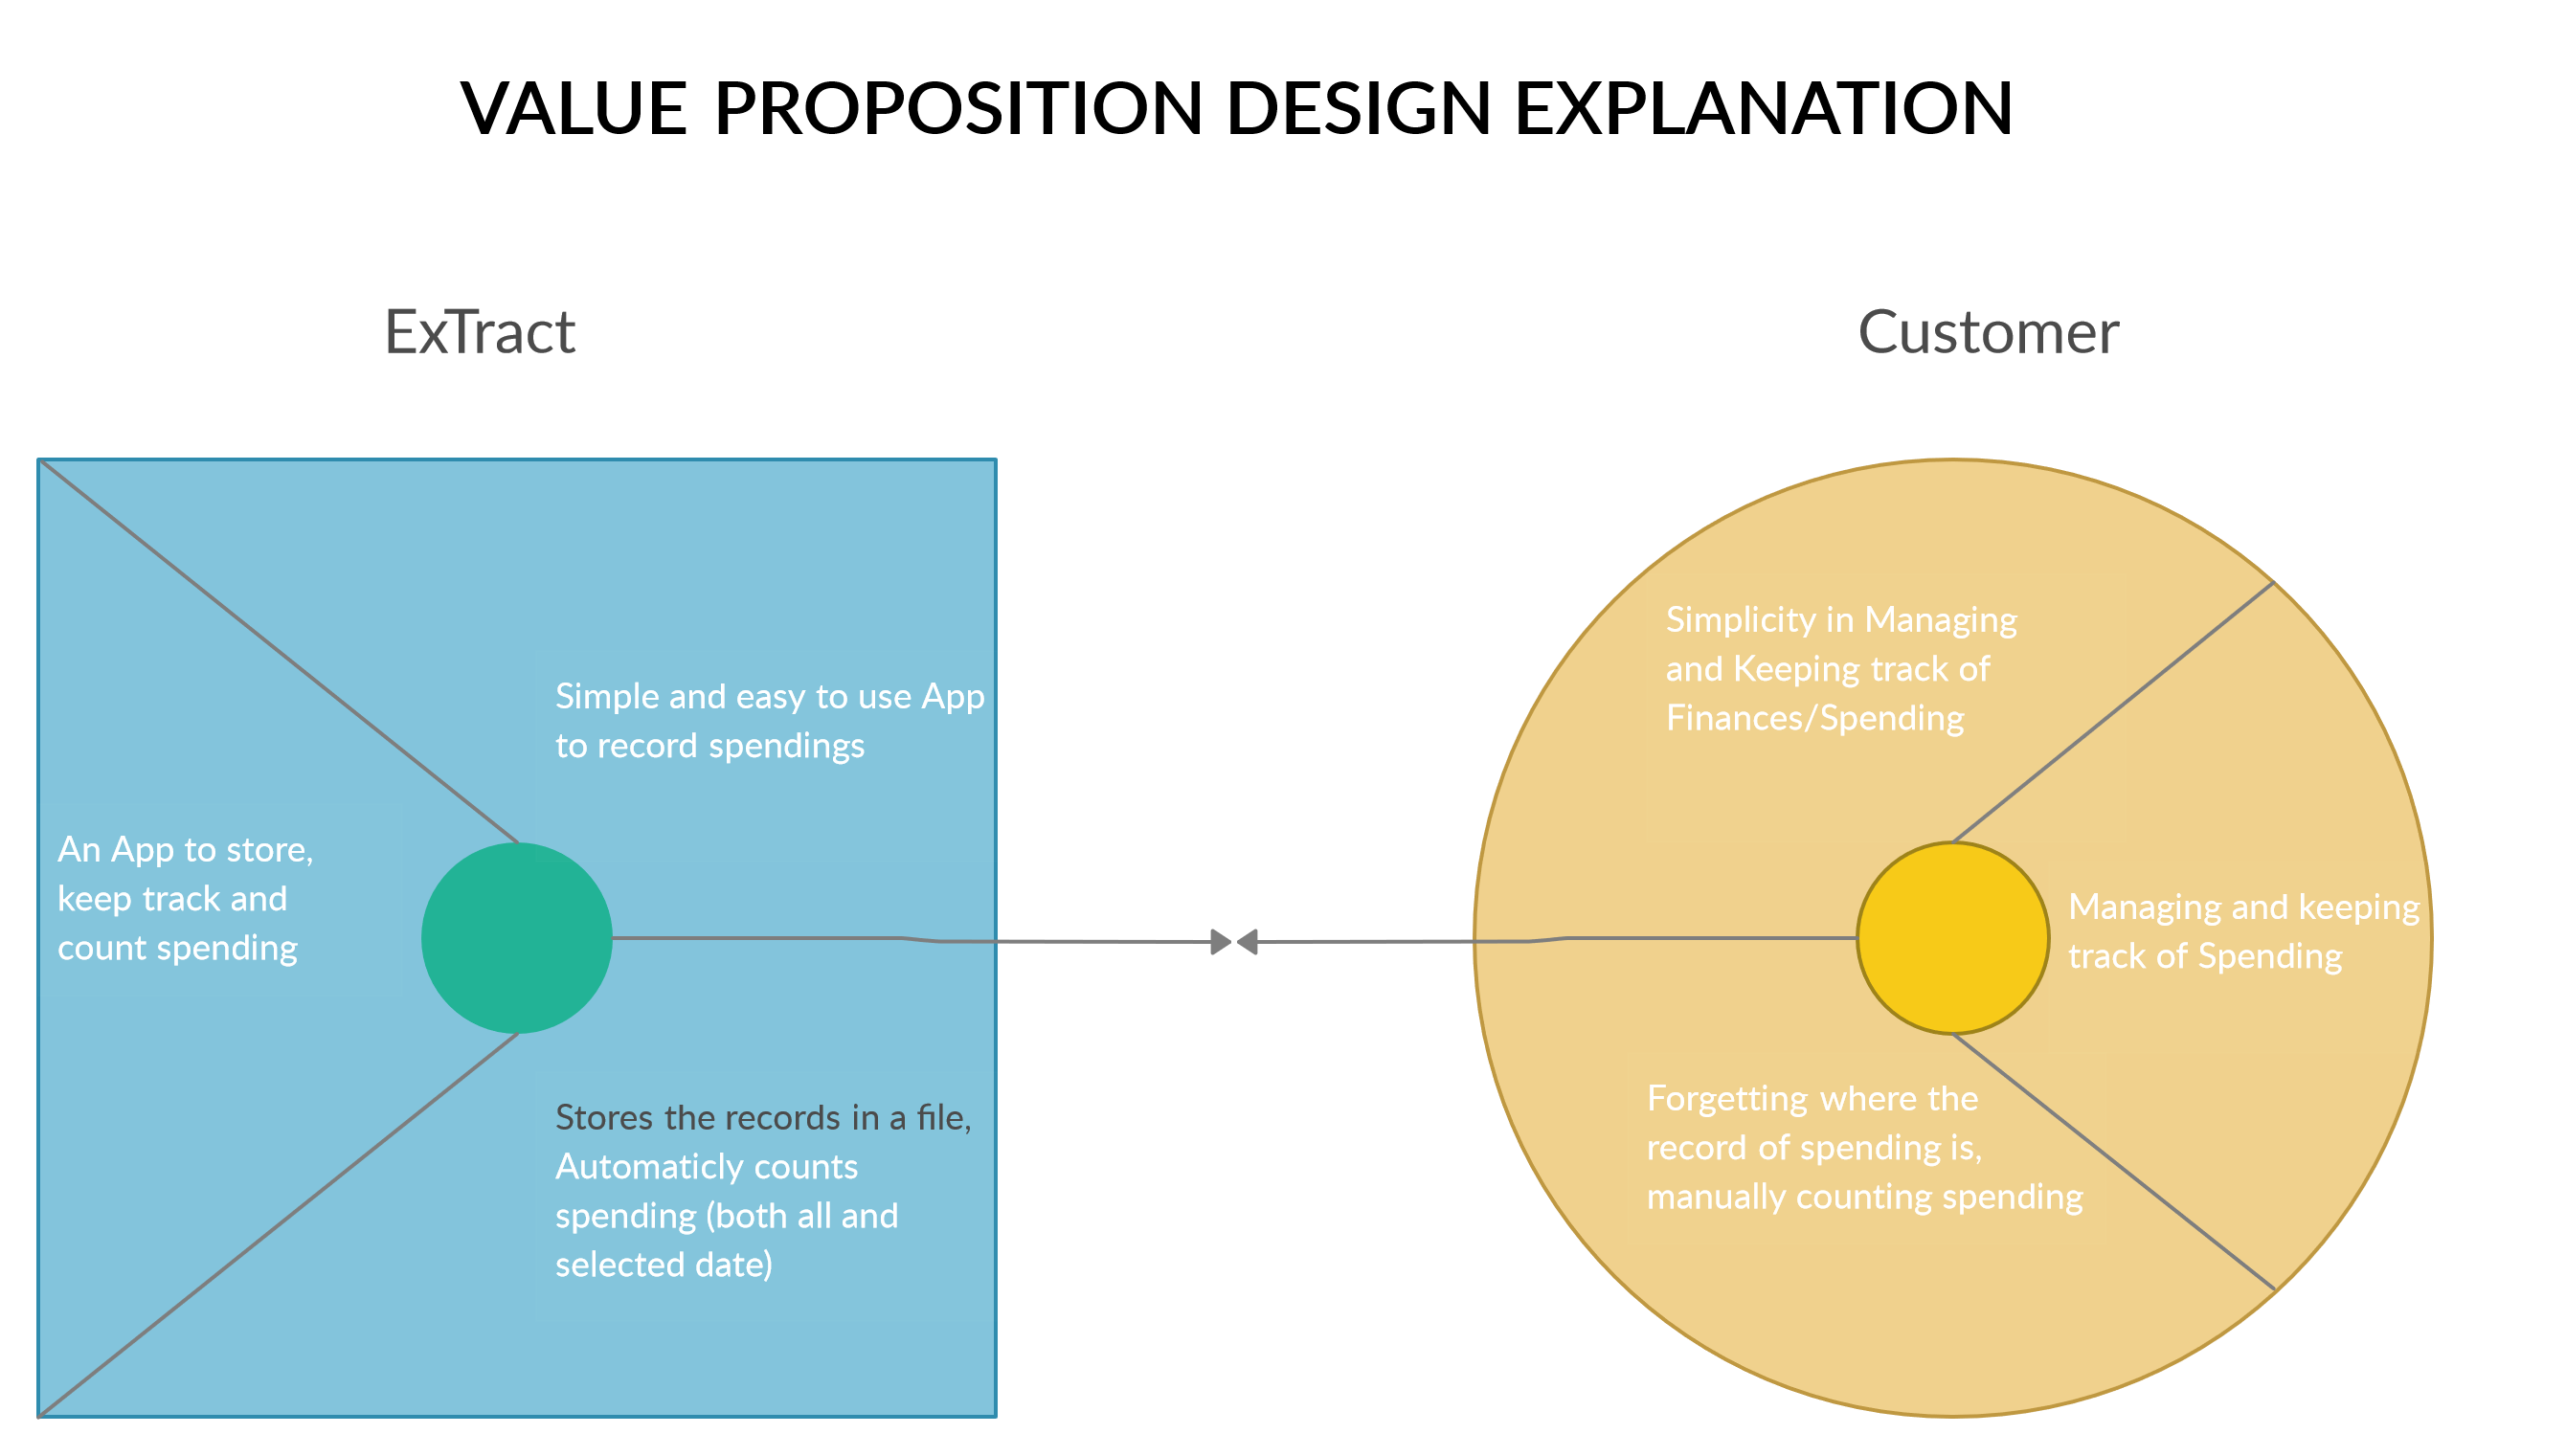 VALUE PROPOSITION DESIGN EXPLANATION
ExTract
Customer
An App to store,
keep track and
count spending
Simple and easy to use App
to record spendings
Stores the records in a file,
Automaticly counts
spending (both all and
selected date)
Simplicity in Managing
and Keeping track of
Finances/Spending
Managing and keeping
track of Spending
Forgetting where the
record of spending is,
manually counting spending